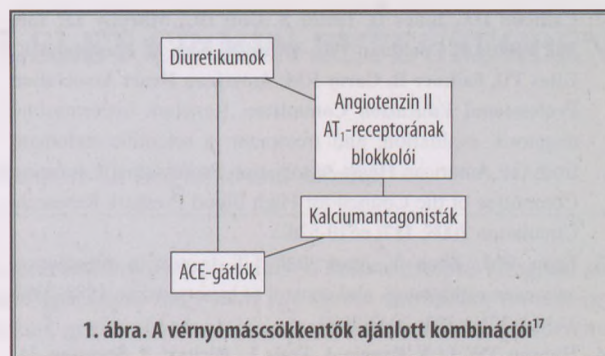 Diuretikumok
Angiotenzin II
AT₁-receptorának
blokkolói
Kalciumantagonisták
ACE-gátlók
1. ábra. A vérnyomáscsökkentők ajánlott kombinációi¹⁷